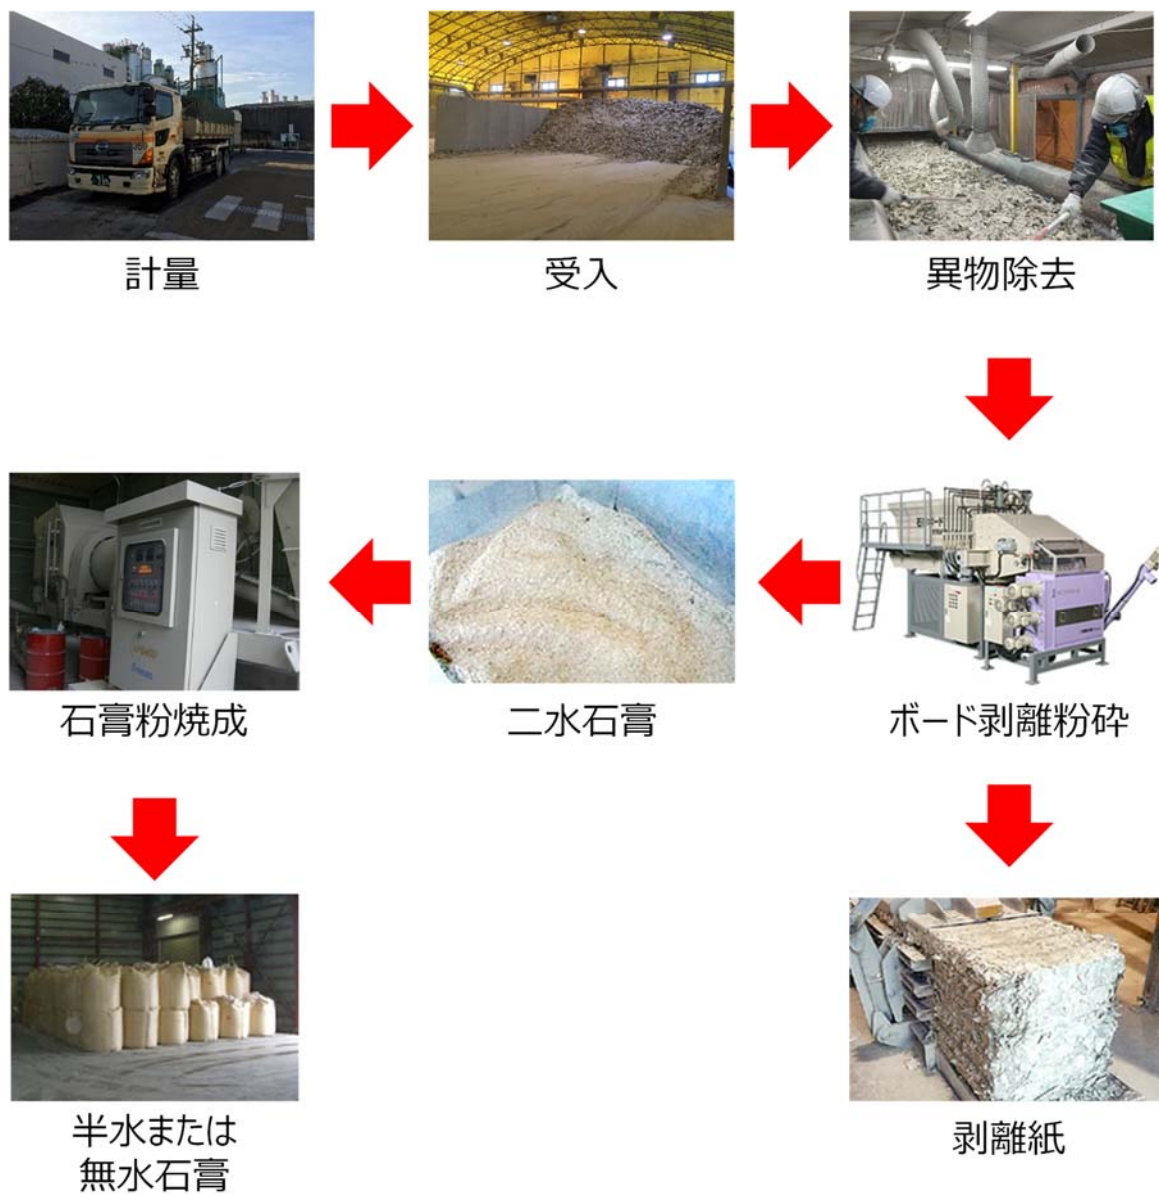 計量
受入
異物除去
石膏粉焼成
二水石膏
ボード剥離粉砕
半水または
無水石膏
剥離紙